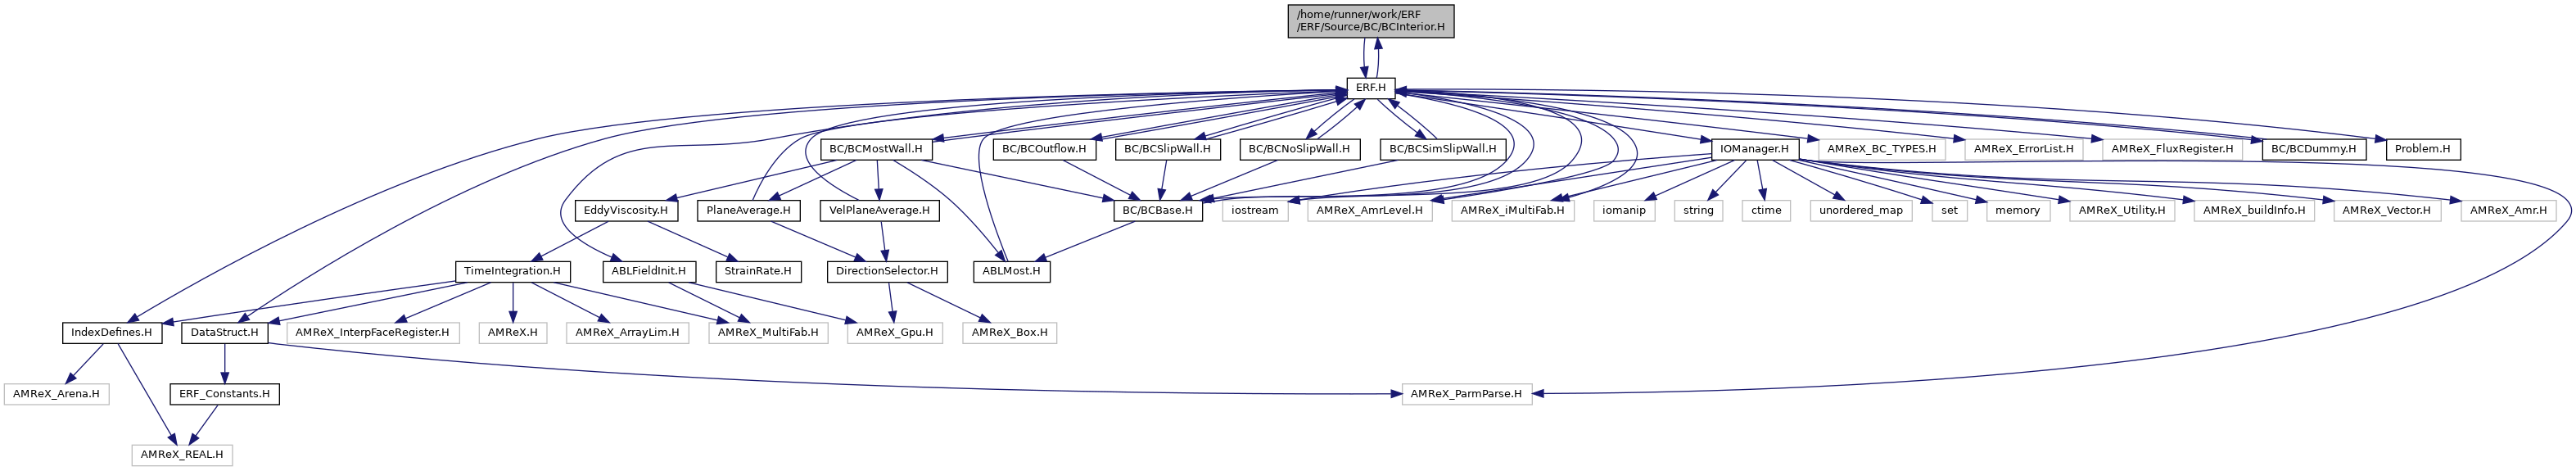 /home/runner/work/ERF
/ERF/Source/BC/BCInterior.H
ERF.H
BC/BCMostWall.H
BC/BCOutflow.H
BC/BCSlipWall.H
BC/BCNoSlipWall.H
BC/BCSimSlipWall.H
IOManager.H
AMReX_BC_TYPES.H
AMReX_ErrorList.H
AMReX_FluxRegister.H
BC/BCDummy.H
Problem.H
EddyViscosity.H
PlaneAverage.H
VelPlaneAverage.H
BC/BCBase.H
iostream
AMReX_AmrLevel.H
AMReX_iMultiFab.H
iomanip
string
ctime
unordered_map
set
memory
AMReX_Utility.H
AMReX_buildInfo.H
AMReX_Vector.H
AMReX_Amr.H
TimeIntegration.H
ABLFieldInit.H
StrainRate.H
DirectionSelector.H
ABLMost.H
IndexDefines.H
DataStruct.H
AMReX_InterpFaceRegister.H
AMReX.H
AMReX_ArrayLim.H
AMReX_MultiFab.H
AMReX_Gpu.H
AMReX_Box.H
AMReX_Arena.H
ERF_Constants.H
AMReX_ParmParse.H
AMReX_REAL.H